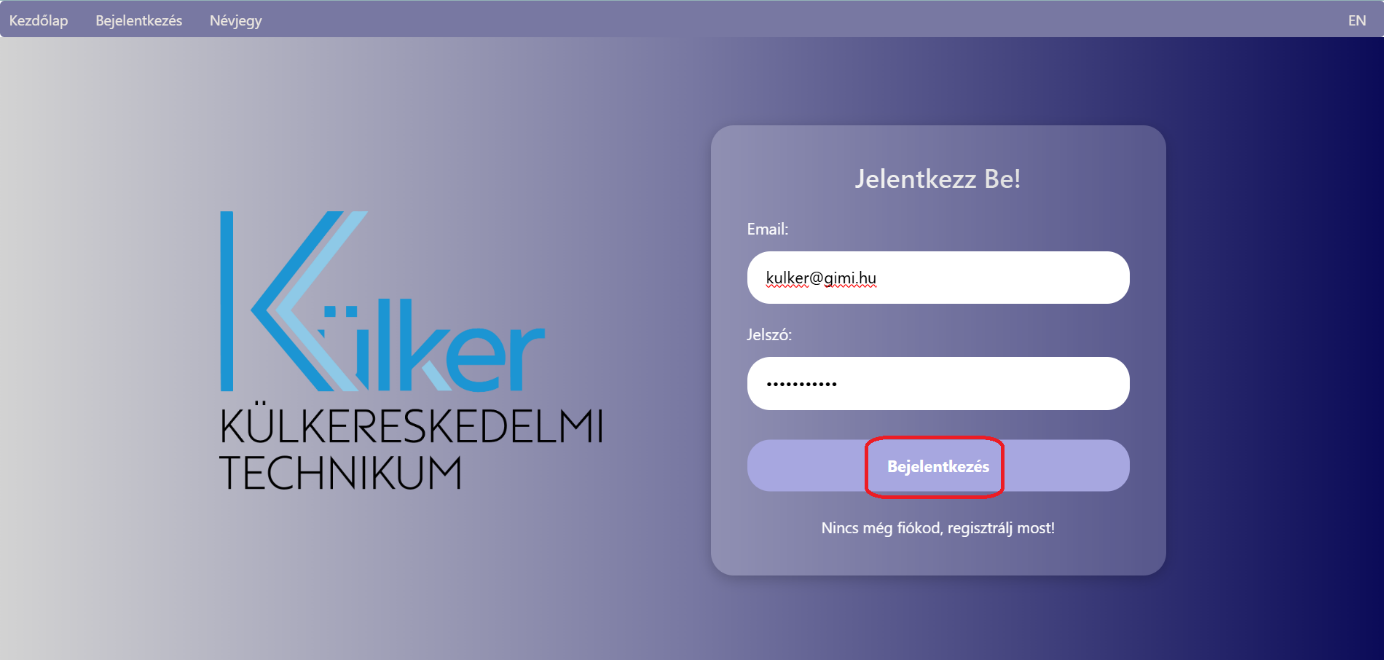 Kezdőlap Bejelentkezés Névjegy EN
Külker
KÜLKERESKEDELMI
TECHNIKUM
Jelentkezz Be!
Email:
kulker@gimi.hu
Jelszó:
•••••••••••
Bejelentkezés
Nincs még fiókod, regisztrálj most!